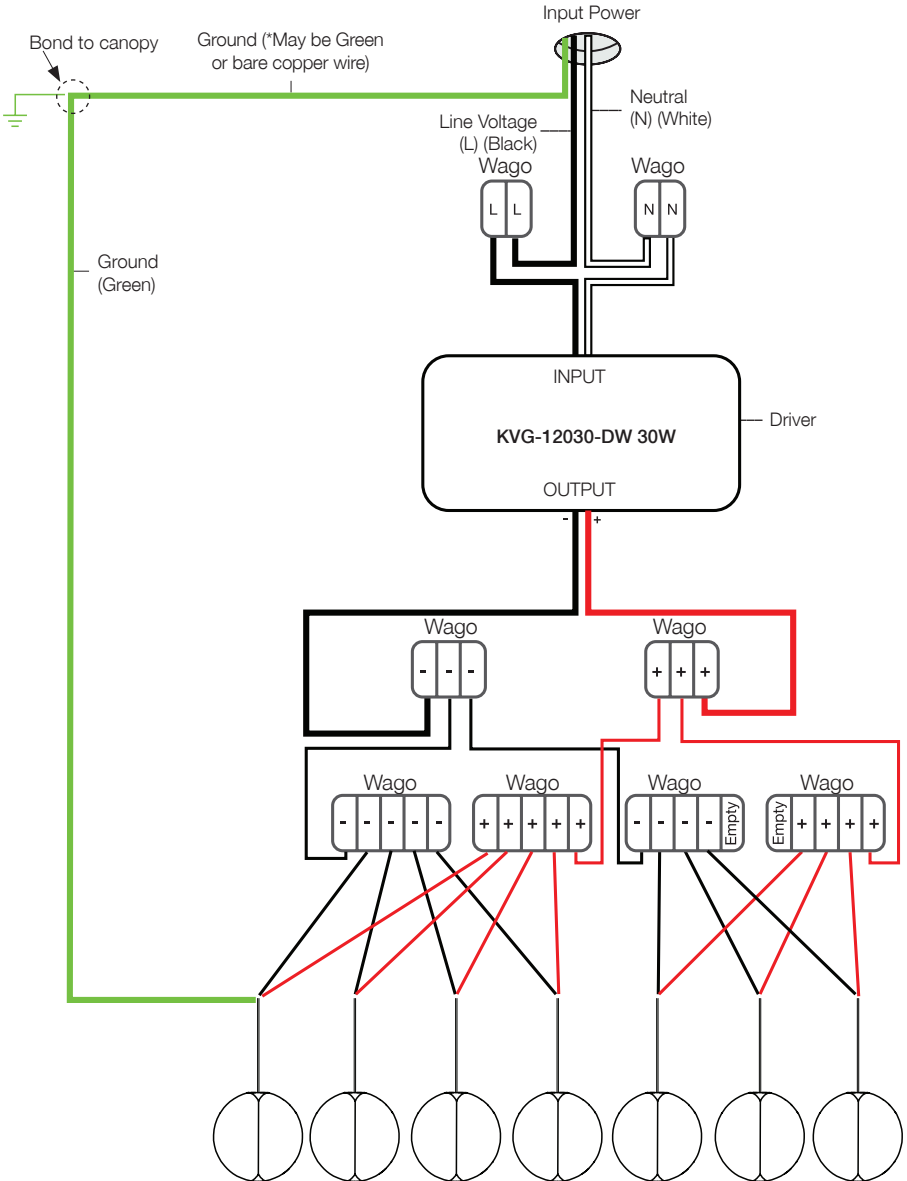 Input Power
Bond to canopy
Ground (*May be Green
or bare copper wire)
Neutral
(N) (White)
Line Voltage
(L) (Black)
Wago
Wago
L L
N N
Ground
(Green)
INPUT
KVG-12030-DW 30W
Driver
OUTPUT
- +
Wago
Wago
- - -
+ + +
Wago
Wago
Wago
Wago
- - - - -
+ + + + +
- - - - Empty
Empty + + + +